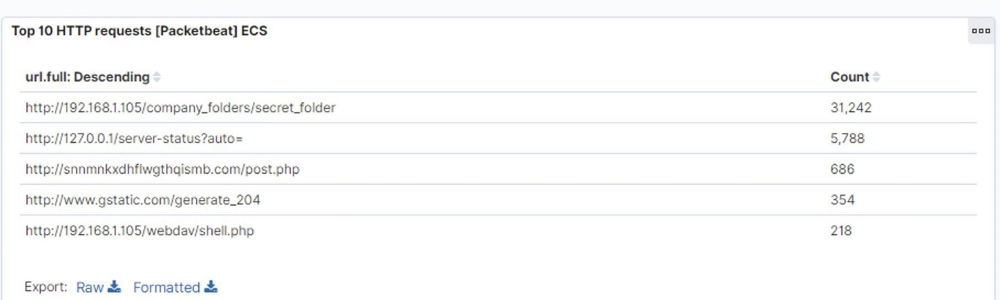 Top 10 HTTP requests [Packetbeat] ECS
url.full: Descending Count
http://192.168.1.105/company_folders/secret_folder 31,242
http://127.0.0.1/server-status?auto= 5,788
http://snnmnkxdhflwgthqismb.com/post.php 686
http://www.gstatic.com/generate_204 354
http://192.168.1.105/webdav/shell.php 218
Export: Raw Formatted